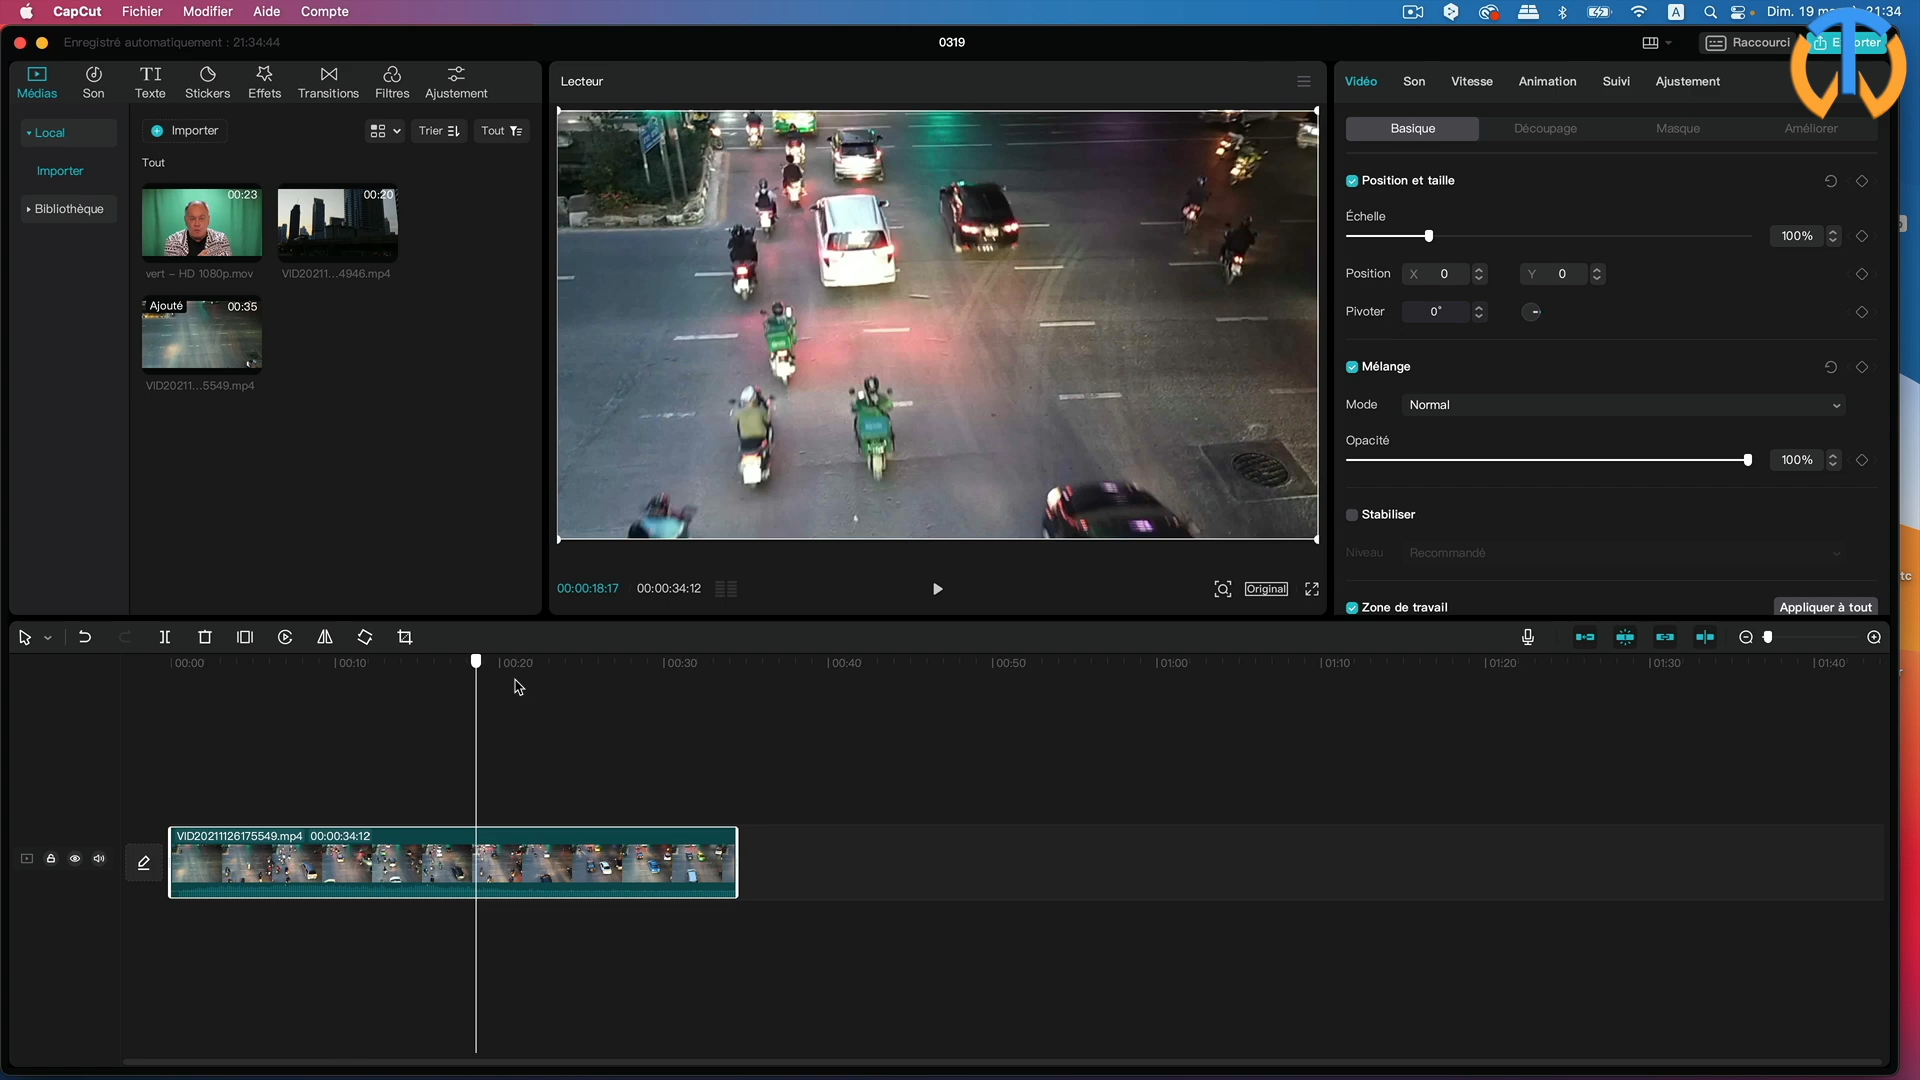 CapCut Fichier Modifier Aide Compte
A
Dim. 19 21:34
Enregistré automatiquement : 21:34:44
0319
Raccourci
Médias Son Texte Stickers Effets Transitions Filtres Ajustement
Local
Importer
Bibliothèque
Importer
Trier
Tout
Tout
00:23
00:20
vert – HD 1080p.mov
VID20211...4946.mp4
Ajouté 00:35
VID20211...5549.mp4
Lecteur
00:00:18:17 00:00:34:12
Original
Vidéo Son Vitesse Animation Suivi Ajustement
Basique Découpage Masque Améliorer
Position et taille
Échelle
100%
Position X 0 Y 0
Pivoter 0°
Mélange
Mode Normal
Opacité
100%
Stabiliser
Niveau Recommandé
Zone de travail
Appliquer à tout
00:00 00:10 00:20 00:30 00:40 00:50 01:00 01:10 01:20 01:30 01:40
VID20211126175549.mp4 00:00:34:12
tc